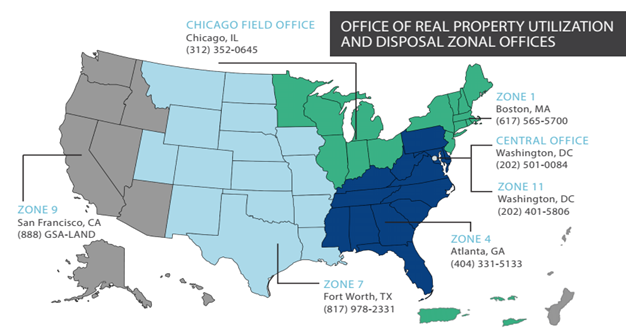 CHICAGO FIELD OFFICE
Chicago, IL
(312) 352-0645
OFFICE OF REAL PROPERTY UTILIZATION
AND DISPOSAL ZONAL OFFICES
ZONE 1
Boston, MA
(617) 565-5700
CENTRAL OFFICE
Washington, DC
(202) 501-0084
ZONE 11
Washington, DC
(202) 401-5806
ZONE 9
San Francisco, CA
(888) GSA-LAND
ZONE 4
Atlanta, GA
(404) 331-5133
ZONE 7
Fort Worth, TX
(817) 978-2331